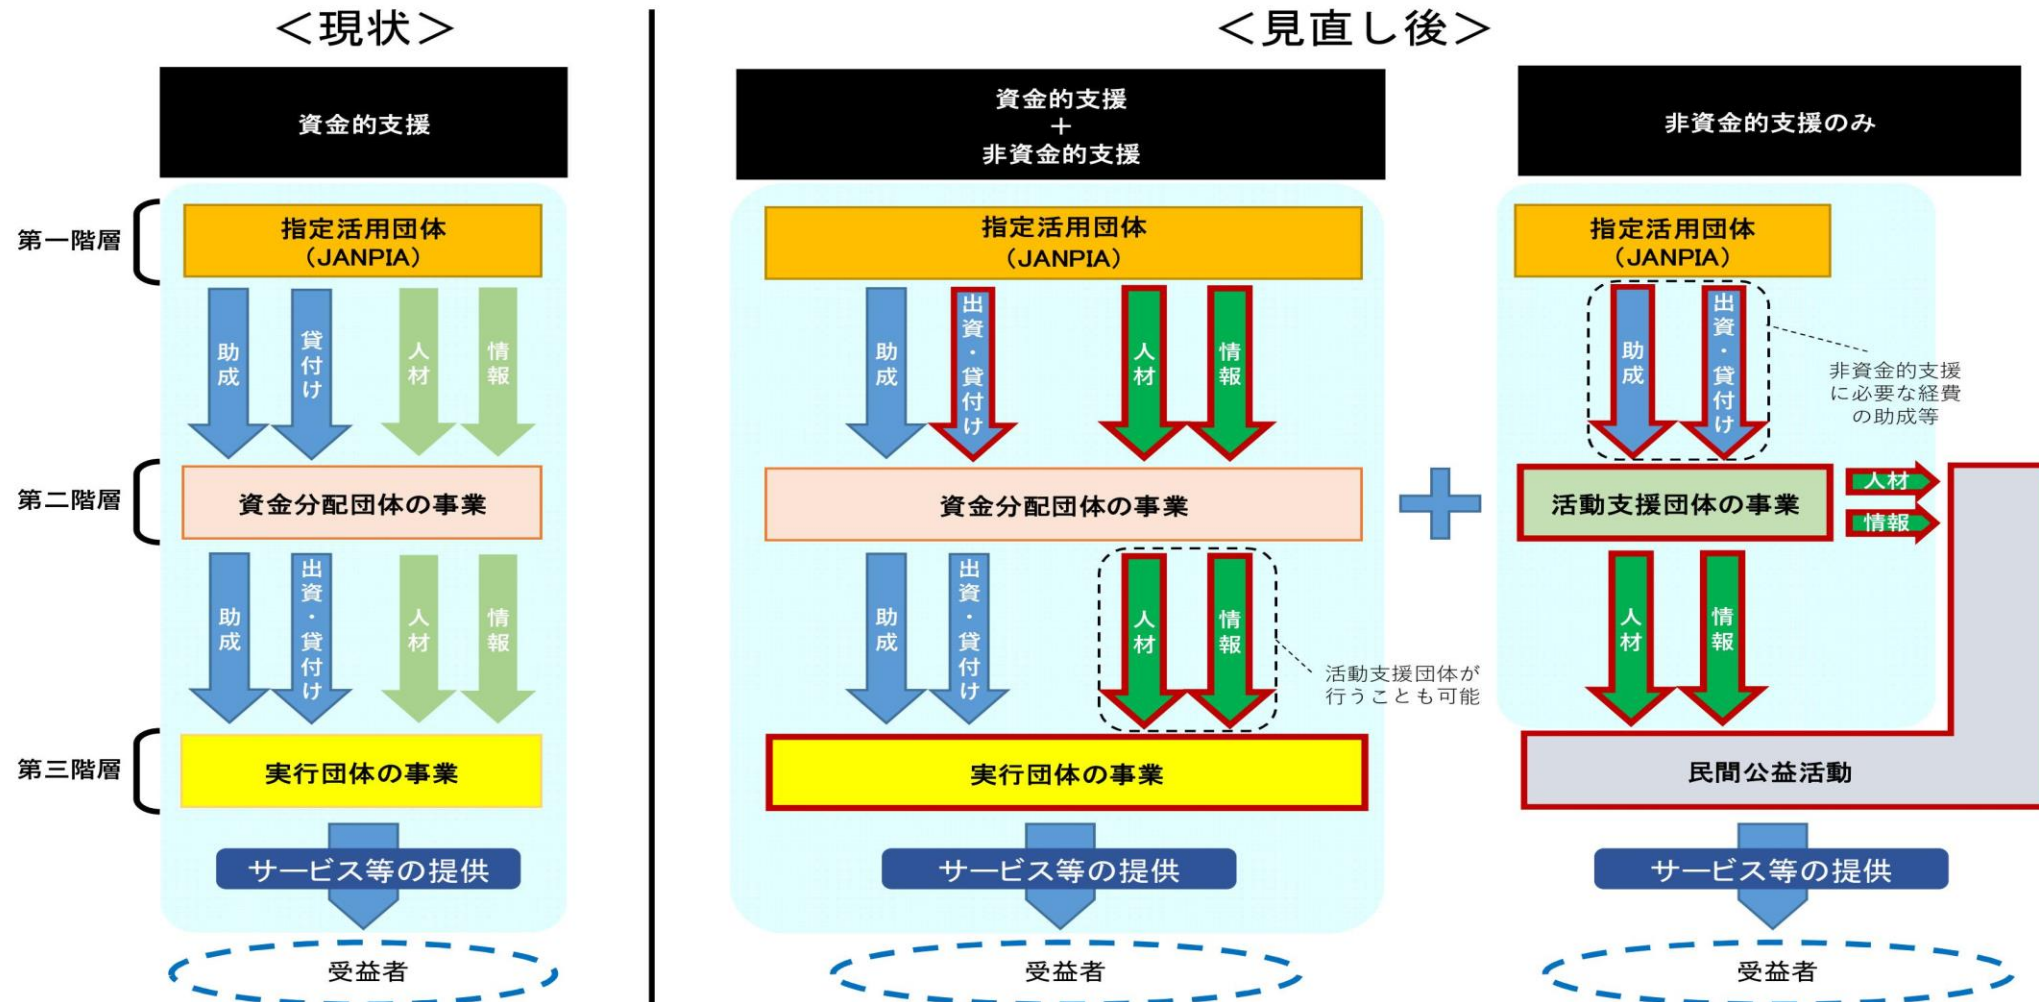 ＜現状＞
資金的支援
第一階層
指定活用団体
（JANPIA）
助成
貸付け
人材
情報
第二階層
資金分配団体の事業
助成
出資・貸付け
人材
情報
第三階層
実行団体の事業
サービス等の提供
受益者
＜見直し後＞
資金的支援
＋
非資金的支援
指定活用団体
（JANPIA）
助成
出資・貸付け
人材
情報
資金分配団体の事業
助成
出資・貸付け
人材
情報
活動支援団体が
行うことも可能
実行団体の事業
サービス等の提供
受益者
非資金的支援のみ
指定活用団体
（JANPIA）
助成
出資・貸付け
非資金的支援
に必要な経費
の助成等
活動支援団体の事業
人材
情報
人材
情報
民間公益活動
サービス等の提供
受益者